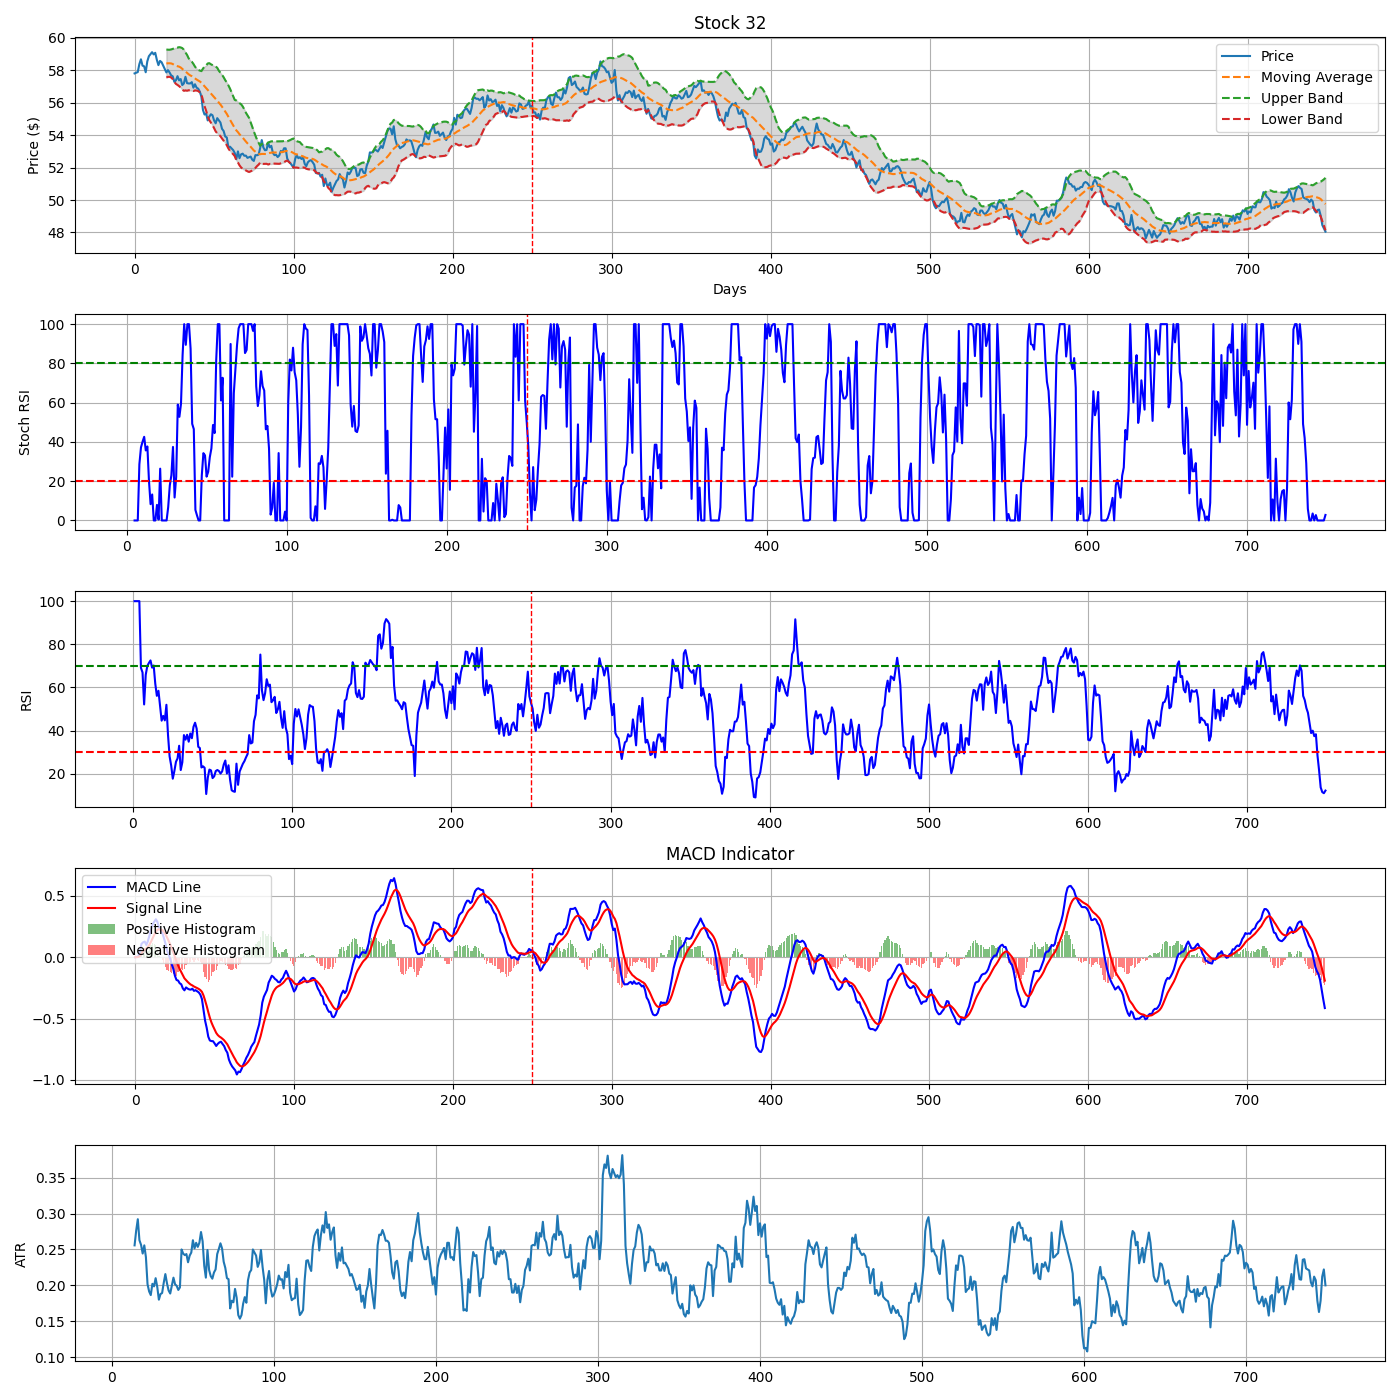 Stock 32
Price ($)
60
58
56
54
52
50
48
Price
Moving Average
Upper Band
Lower Band
0 100 200 300 400 500 600 700
Days
Stoch RSI
100
80
60
40
20
0
0 100 200 300 400 500 600 700
RSI
100
80
60
40
20
0 100 200 300 400 500 600 700
MACD Indicator
0.5
0.0
−0.5
−1.0
MACD Line
Signal Line
Positive Histogram
Negative Histogram
0 100 200 300 400 500 600 700
ATR
0.35
0.30
0.25
0.20
0.15
0.10
0 100 200 300 400 500 600 700